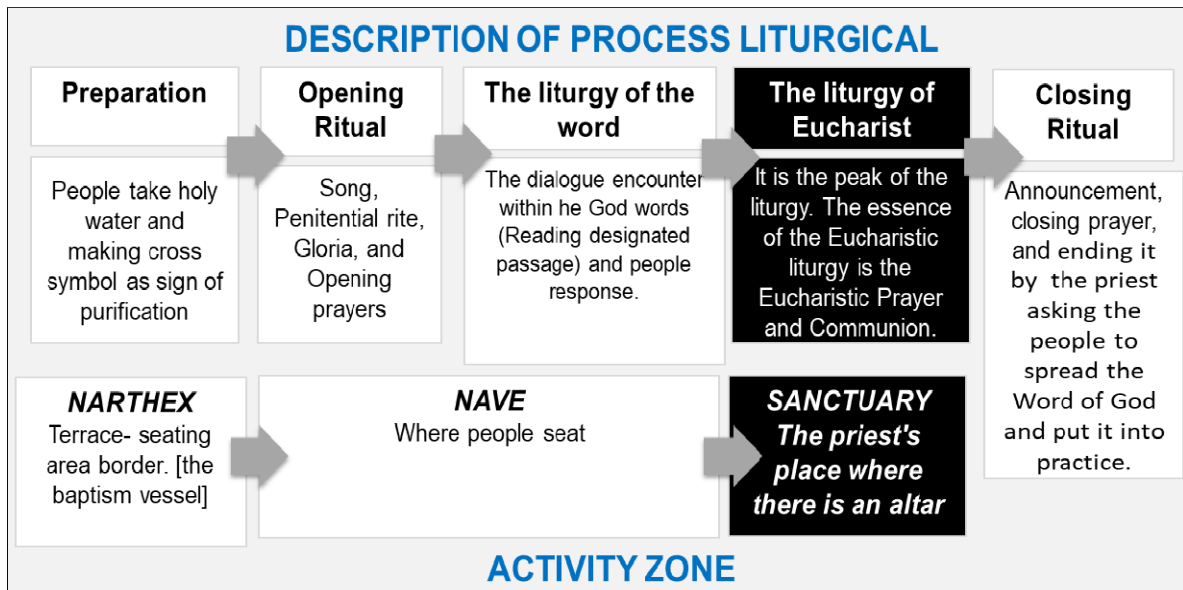 DESCRIPTION OF PROCESS LITURGICAL
Preparation
People take holy
water and
making cross
symbol as sign of
purification
Opening
Ritual
Song,
Penitential rite,
Gloria, and
Opening
prayers
The liturgy of the
word
The dialogue encounter
within he God words
(Reading designated
passage) and people
response.
The liturgy of
Eucharist
It is the peak of the
liturgy. The essence
of the Eucharistic
liturgy is the
Eucharistic Prayer
and Communion.
Closing
Ritual
Announcement,
closing prayer,
and ending it
by the priest
asking the
people to
spread the
Word of God
and put it into
practice.
NARTHEX
Terrace- seating
area border. [the
baptism vessel]
NAVE
Where people seat
SANCTUARY
The priest's
place where
there is an altar
ACTIVITY ZONE